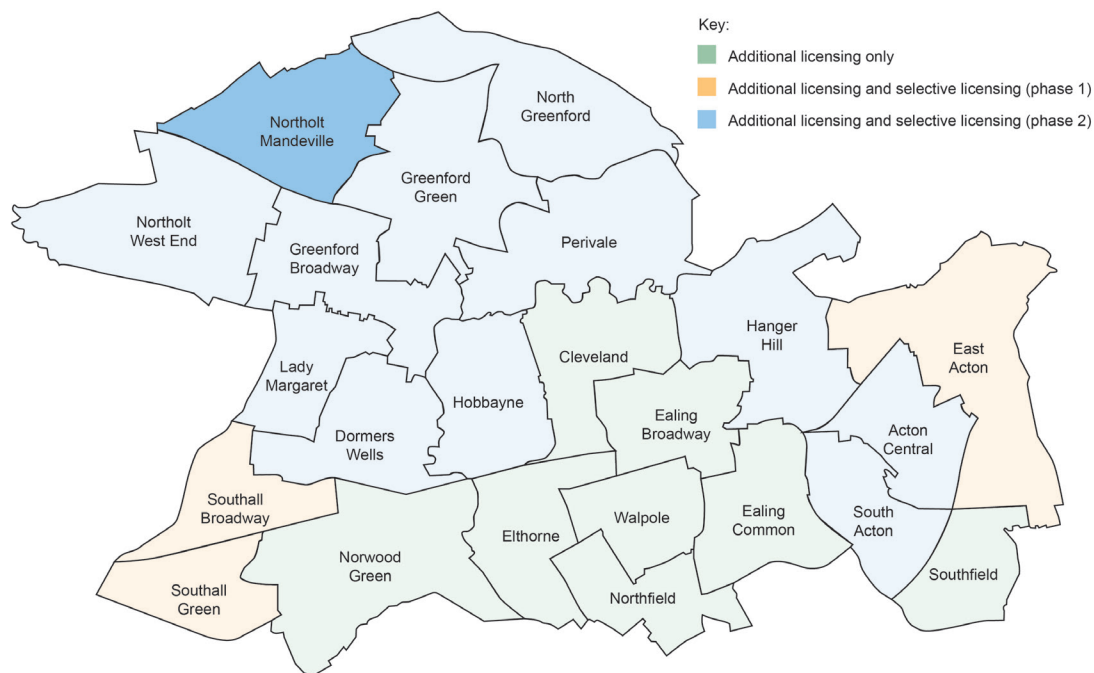 Key:
Additional licensing only
Additional licensing and selective licensing (phase 1)
Additional licensing and selective licensing (phase 2)
North
Greenford
Northolt
Mandeville
Greenford
Green
Northolt
West End
Greenford
Broadway
Perivale
Hanger
Hill
Cleveland
East
Acton
Lady
Margaret
Hobbayne
Ealing
Broadway
Dormers
Wells
Acton
Central
Southall
Broadway
Walpole
Ealing
Common
South
Acton
Elthorne
Norwood
Green
Southall
Green
Northfield
Southfield